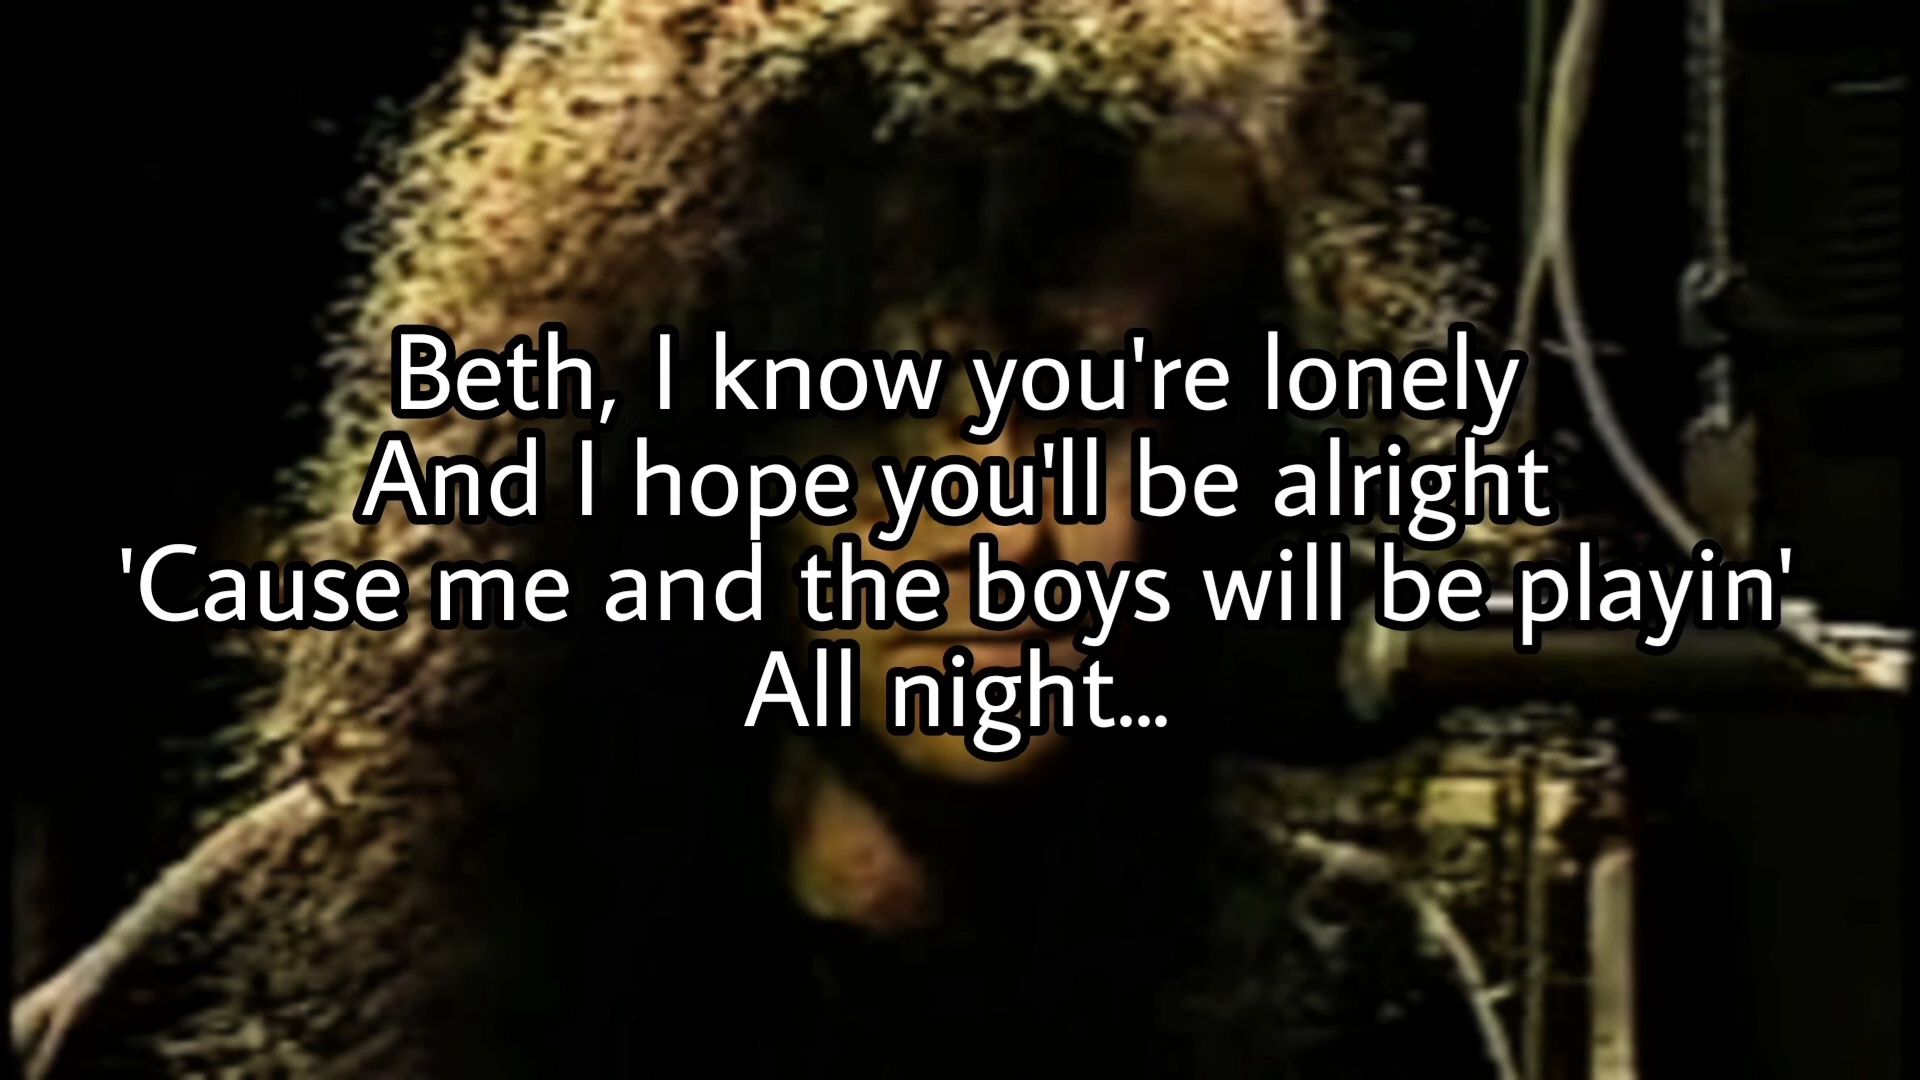 Beth, I know you're lonely
And I hope you'll be alright
'Cause me and the boys will be playin'
All night...